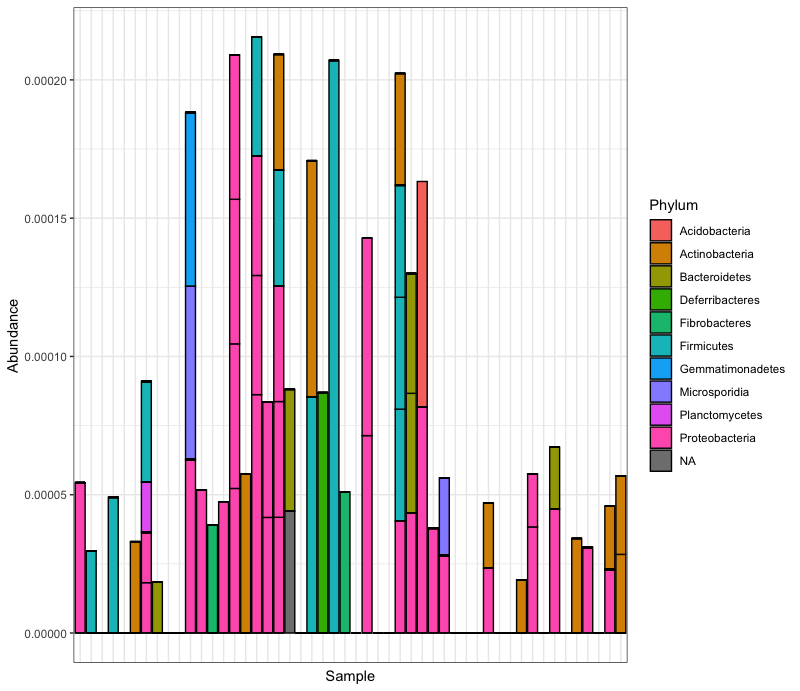 0.00020
0.00015
0.00010
0.00005
0.00000
Abundance
Sample
Phylum
Acidobacteria
Actinobacteria
Bacteroidetes
Deferribacteres
Fibrobacteres
Firmicutes
Gemmatimonadetes
Microsporidia
Planctomycetes
Proteobacteria
NA